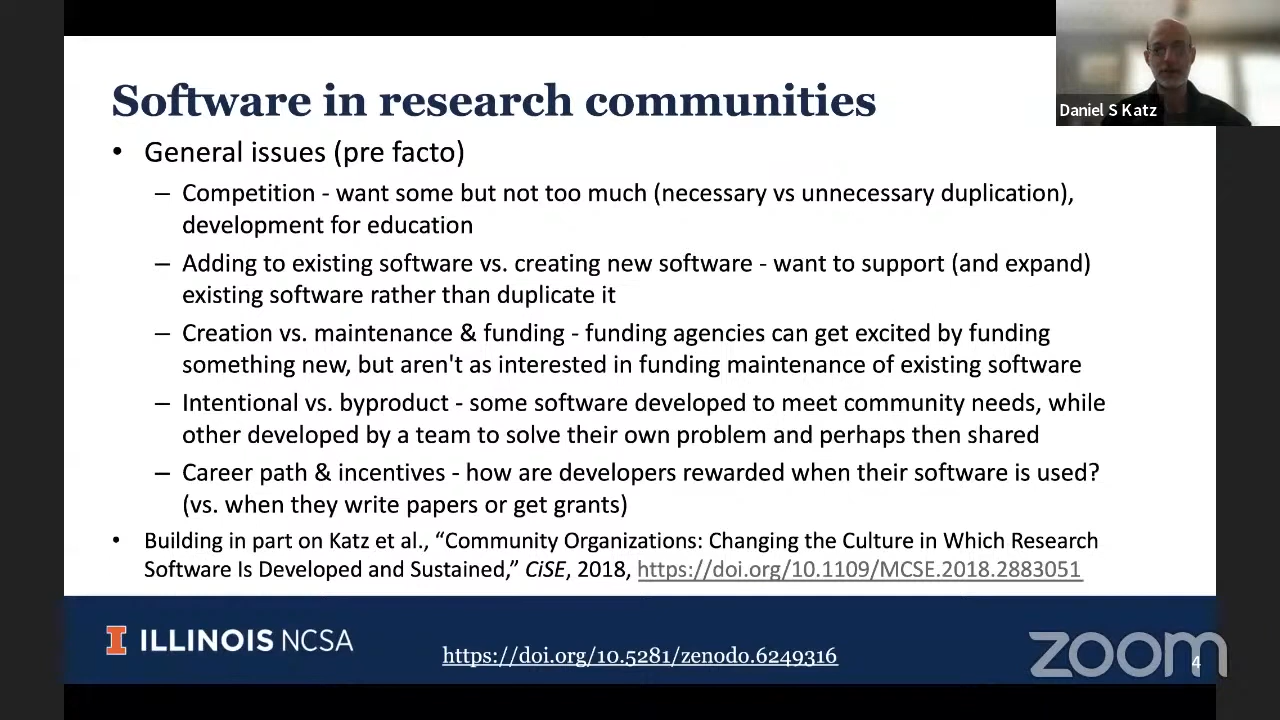 Software in research communities
Daniel S Katz
• General issues (pre facto)
– Competition - want some but not too much (necessary vs unnecessary duplication),
development for education
– Adding to existing software vs. creating new software - want to support (and expand)
existing software rather than duplicate it
– Creation vs. maintenance & funding - funding agencies can get excited by funding
something new, but aren't as interested in funding maintenance of existing software
– Intentional vs. byproduct - some software developed to meet community needs, while
other developed by a team to solve their own problem and perhaps then shared
– Career path & incentives - how are developers rewarded when their software is used?
(vs. when they write papers or get grants)
• Building in part on Katz et al., “Community Organizations: Changing the Culture in Which Research
Software Is Developed and Sustained,” CiSE, 2018, https://doi.org/10.1109/MCSE.2018.2883051
I ILLINOIS NCSA
https://doi.org/10.5281/zenodo.6249316
zoom
4